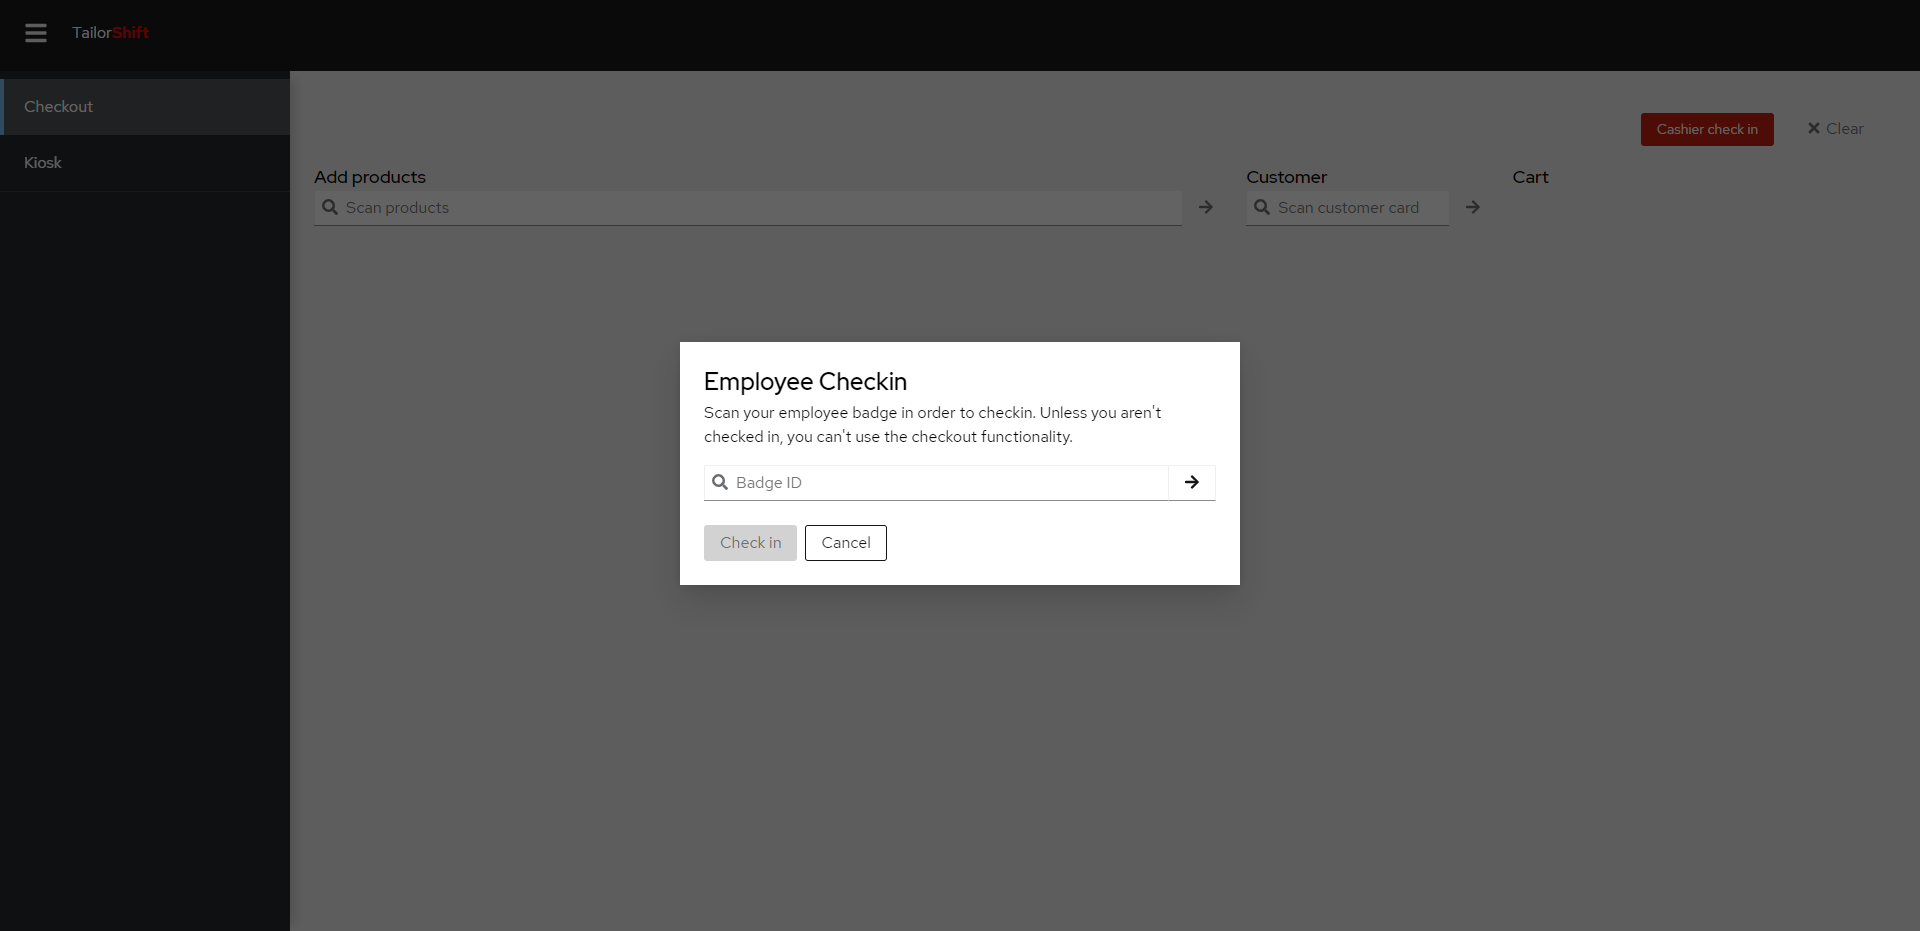 TailorShift
Checkout
Kiosk
Cashier check in
Clear
Add products
Customer
Cart
Scan products
Scan customer card
Employee Checkin
Scan your employee badge in order to checkin. Unless you aren't
checked in, you can't use the checkout functionality.
Badge ID
Check in
Cancel